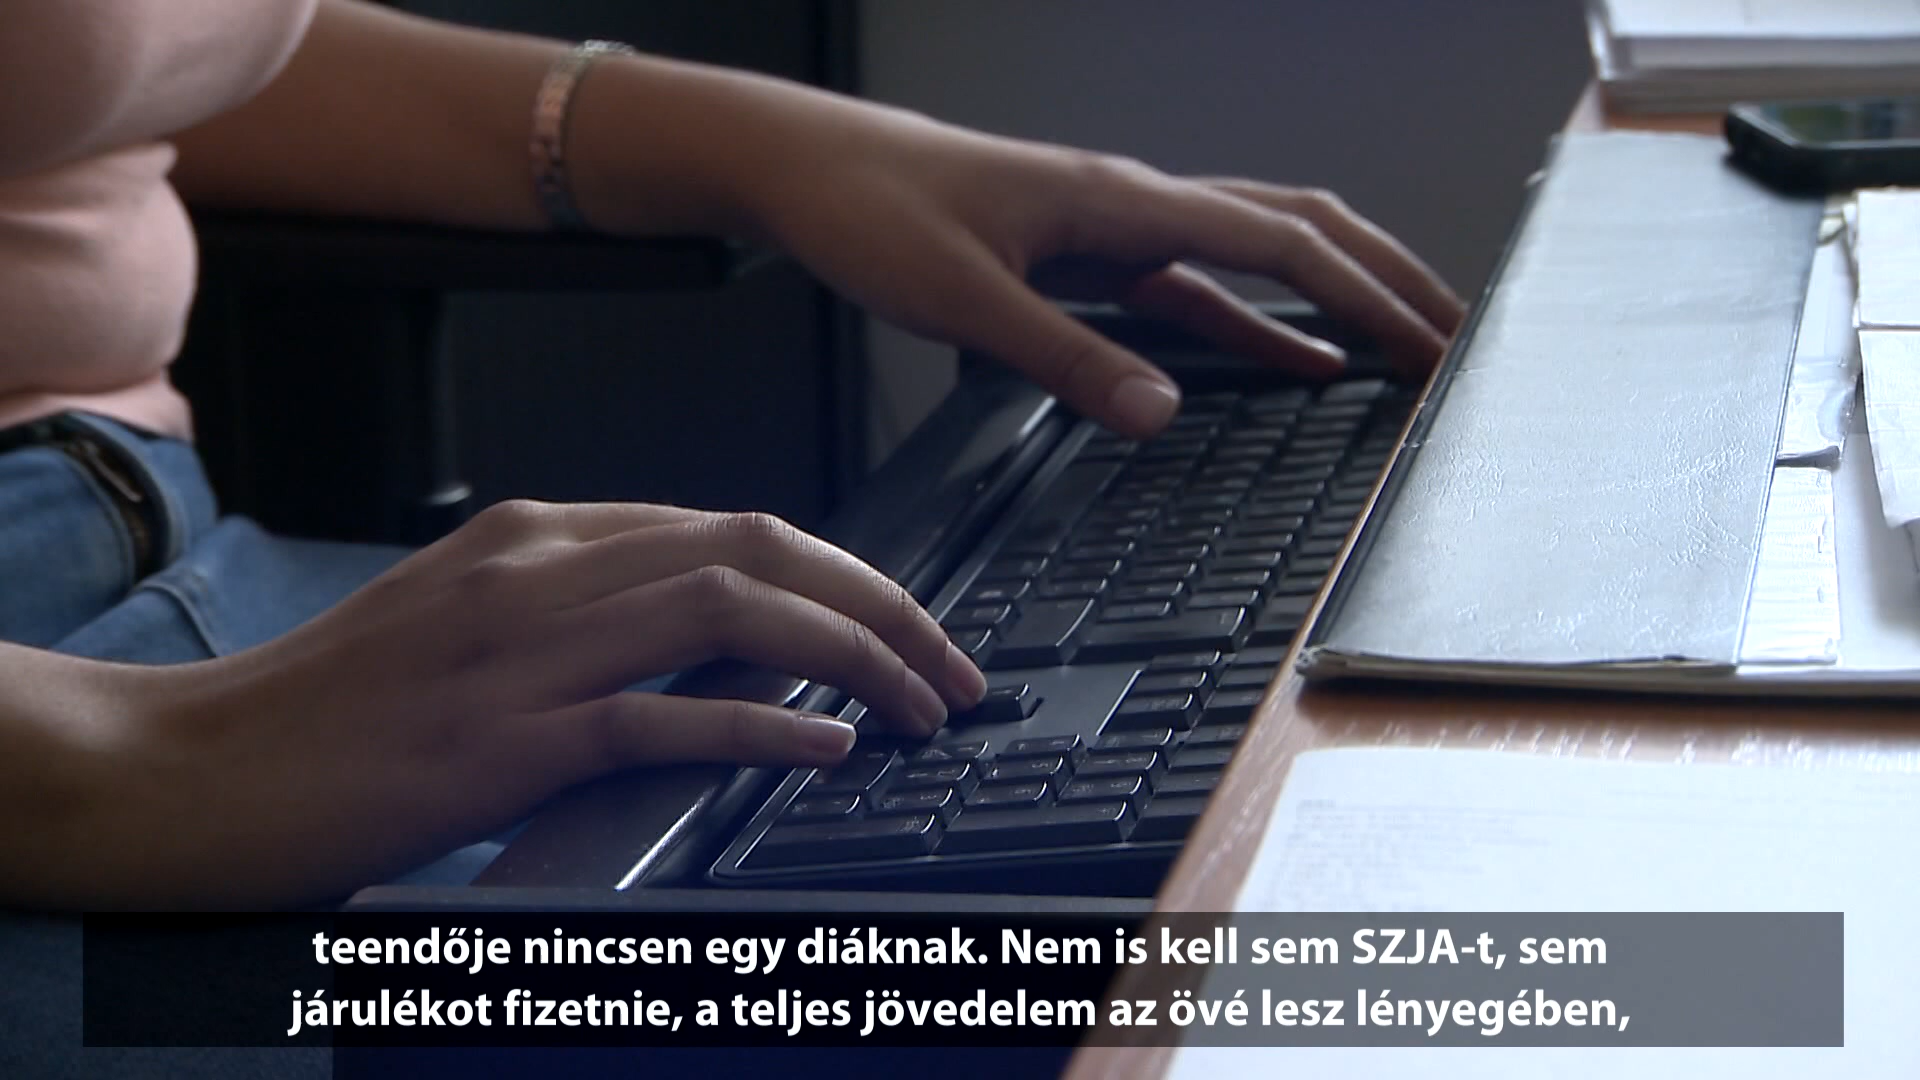 teendője nincsen egy diáknak. Nem is kell sem SZJA-t, sem
járulékot fizetnie, a teljes jövedelem az övé lesz lényegében,